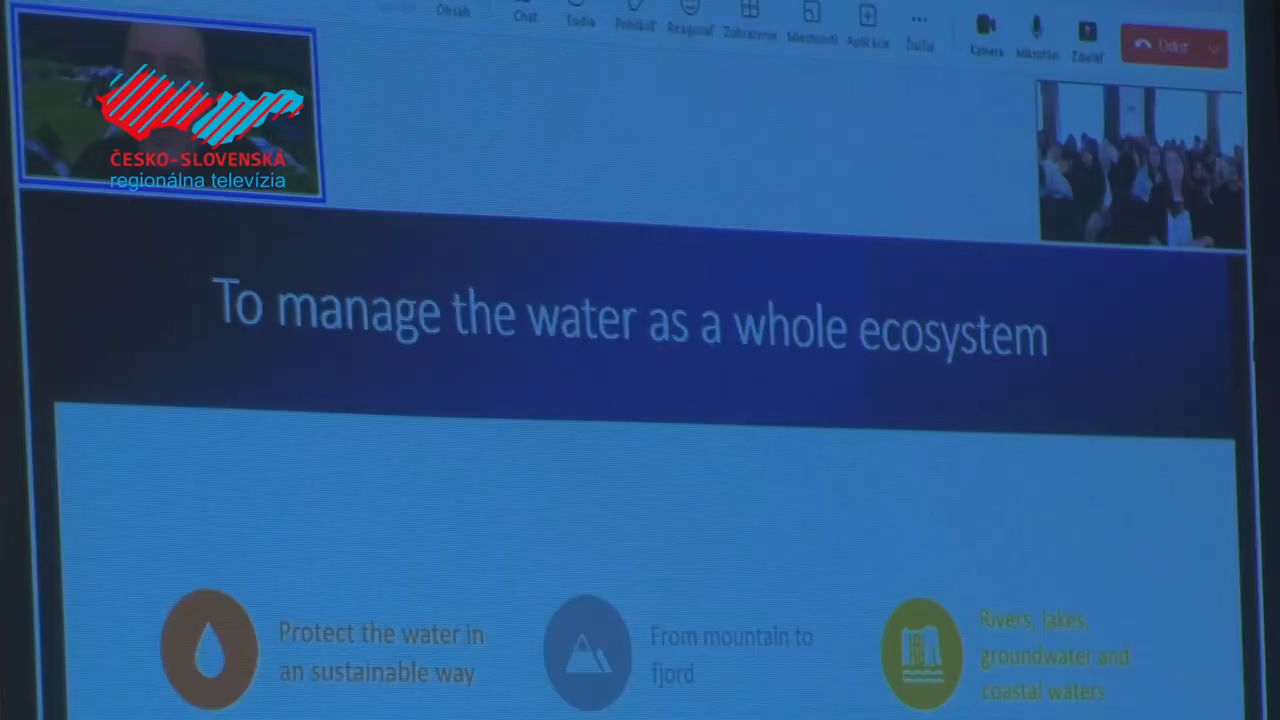 Obsah
Chat
Ľudia
Pohľad
Reagovať
Zobrazenie
Miestnosti
Aplikácie
Ďalšie
Kamera
Mikrofón
Zdieľať
Odísť
ČESKO-SLOVENSKÁ
regionálna televízia
To manage the water as a whole ecosystem
Protect the water in
an sustainable way
From mountain to
fjord
Rivers, lakes,
groundwater and
coastal waters